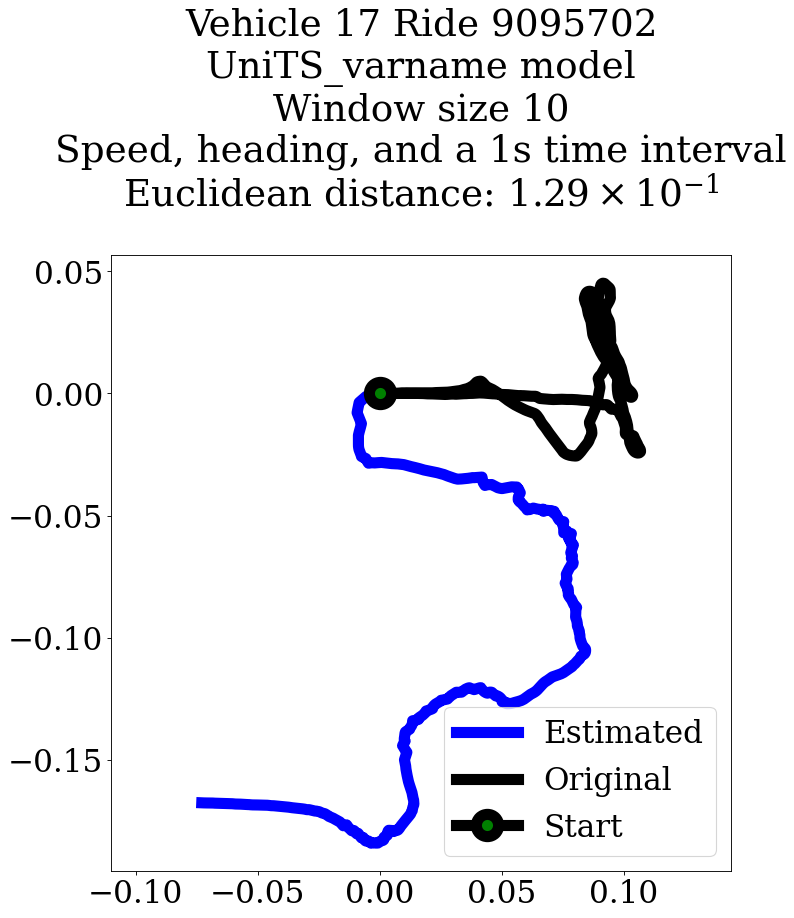 Vehicle 17 Ride 9095702
UniTS_varname model
Window size 10
Speed, heading, and a 1s time interval
Euclidean distance: 1.29 × 10⁻¹
0.05
0.00
−0.05
−0.10
−0.15
Estimated
Original
Start
−0.10 −0.05 0.00 0.05 0.10